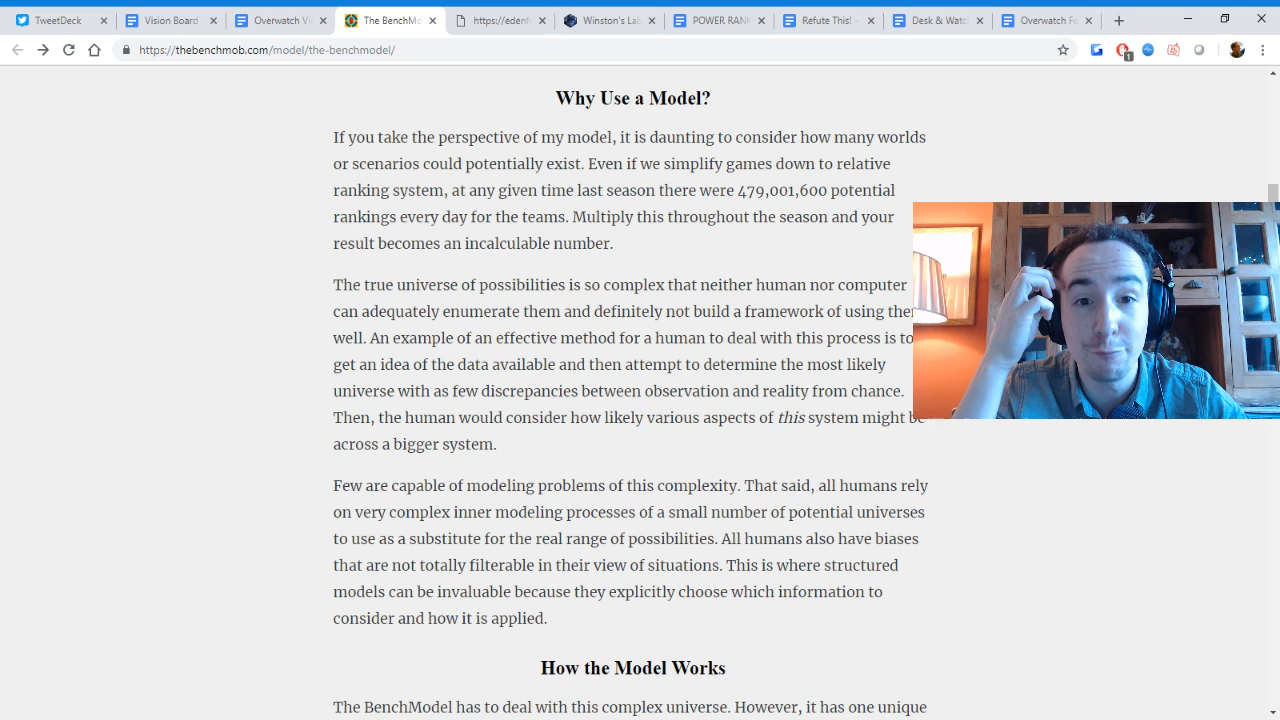 TweetDeck
Vision Board
Overwatch Vi
The BenchMo
https://edenf
Winston's La
POWER RAN
Refute This! -
Desk & Watc
Overwatch Fe
https://thebenchmob.com/model/the-benchmodel/
1
Why Use a Model?
If you take the perspective of my model, it is daunting to consider how many worlds
or scenarios could potentially exist. Even if we simplify games down to relative
ranking system, at any given time last season there were 479,001,600 potential
rankings every day for the teams. Multiply this throughout the season and your
result becomes an incalculable number.
The true universe of possibilities is so complex that neither human nor computer
can adequately enumerate them and definitely not build a framework of using the
well. An example of an effective method for a human to deal with this process is to
get an idea of the data available and then attempt to determine the most likely
universe with as few discrepancies between observation and reality from chance.
Then, the human would consider how likely various aspects of this system might be
across a bigger system.
Few are capable of modeling problems of this complexity. That said, all humans rely
on very complex inner modeling processes of a small number of potential universes
to use as a substitute for the real range of possibilities. All humans also have biases
that are not totally filterable in their view of situations. This is where structured
models can be invaluable because they explicitly choose which information to
consider and how it is applied.
How the Model Works
The BenchModel has to deal with this complex universe. However, it has one unique